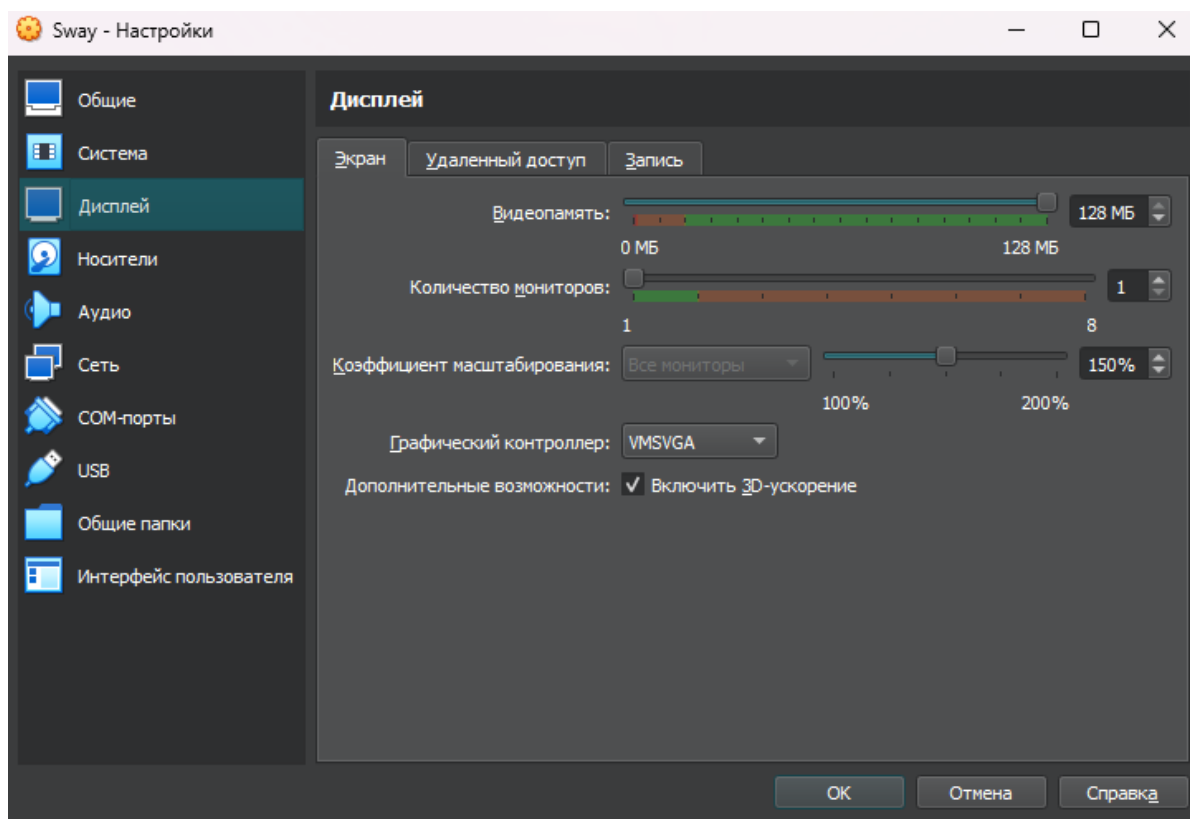 Sway - Настройки
Общие
Система
Дисплей
Носители
Аудио
Сеть
COM-порты
USB
Общие папки
Интерфейс пользователя
Дисплей
Экран Удаленный доступ Запись
Видеопамять: 128 МБ
0 МБ 128 МБ
Количество мониторов: 1
1 8
Коэффициент масштабирования: Все мониторы 150%
100% 200%
Графический контроллер: VMSVGA
Дополнительные возможности: Включить 3D-ускорение
OK Отмена Справка